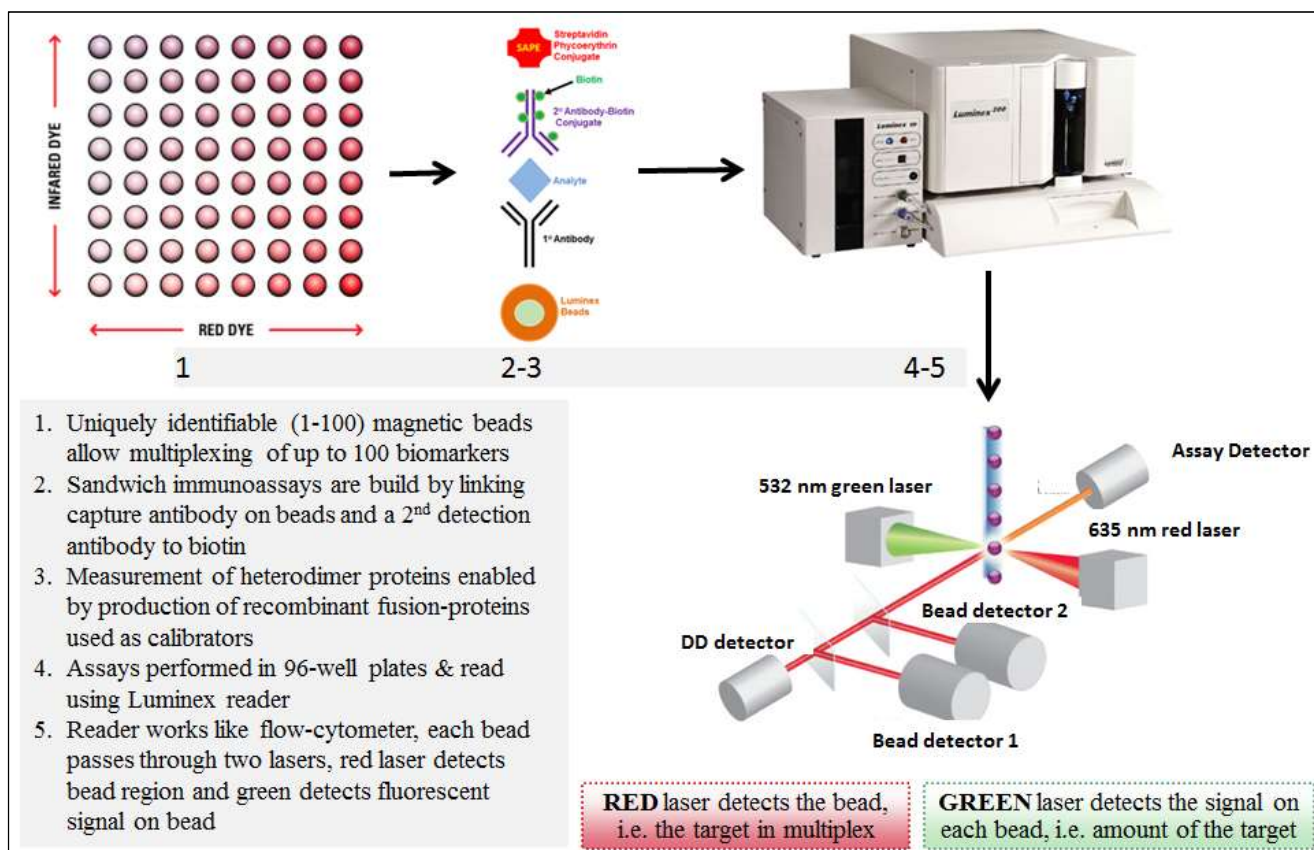 INFARED DYE
RED DYE
SAPE
Streptavidin
Phycoerythrin
Conjugate
Biotin
2º Antibody-Biotin
Conjugate
Analyte
1º Antibody
Luminex
Beads
Luminex
Luminex 200
1
2-3
4-5
1. Uniquely identifiable (1-100) magnetic beads
allow multiplexing of up to 100 biomarkers
2. Sandwich immunoassays are build by linking
capture antibody on beads and a 2nd detection
antibody to biotin
3. Measurement of heterodimer proteins enabled
by production of recombinant fusion-proteins
used as calibrators
4. Assays performed in 96-well plates & read
using Luminex reader
5. Reader works like flow-cytometer, each bead
passes through two lasers, red laser detects
bead region and green detects fluorescent
signal on bead
Assay Detector
532 nm green laser
635 nm red laser
Bead detector 2
DD detector
Bead detector 1
RED laser detects the bead,
i.e. the target in multiplex
GREEN laser detects the signal on
each bead, i.e. amount of the target